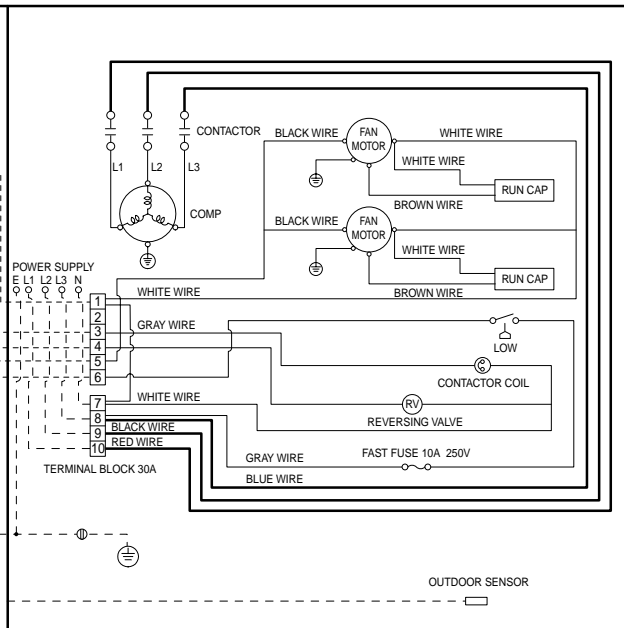 CONTACTOR
L1 L2 L3
COMP
BLACK WIRE
FAN
MOTOR
WHITE WIRE
WHITE WIRE
RUN CAP
BROWN WIRE
BLACK WIRE
FAN
MOTOR
WHITE WIRE
RUN CAP
BROWN WIRE
POWER SUPPLY
E L1 L2 L3 N
WHITE WIRE
1
2
3
4
5
6
GRAY WIRE
LOW
CONTACTOR COIL
7
8
9
10
WHITE WIRE
RV
REVERSING VALVE
BLACK WIRE
RED WIRE
TERMINAL BLOCK 30A
GRAY WIRE
FAST FUSE 10A 250V
BLUE WIRE
OUTDOOR SENSOR